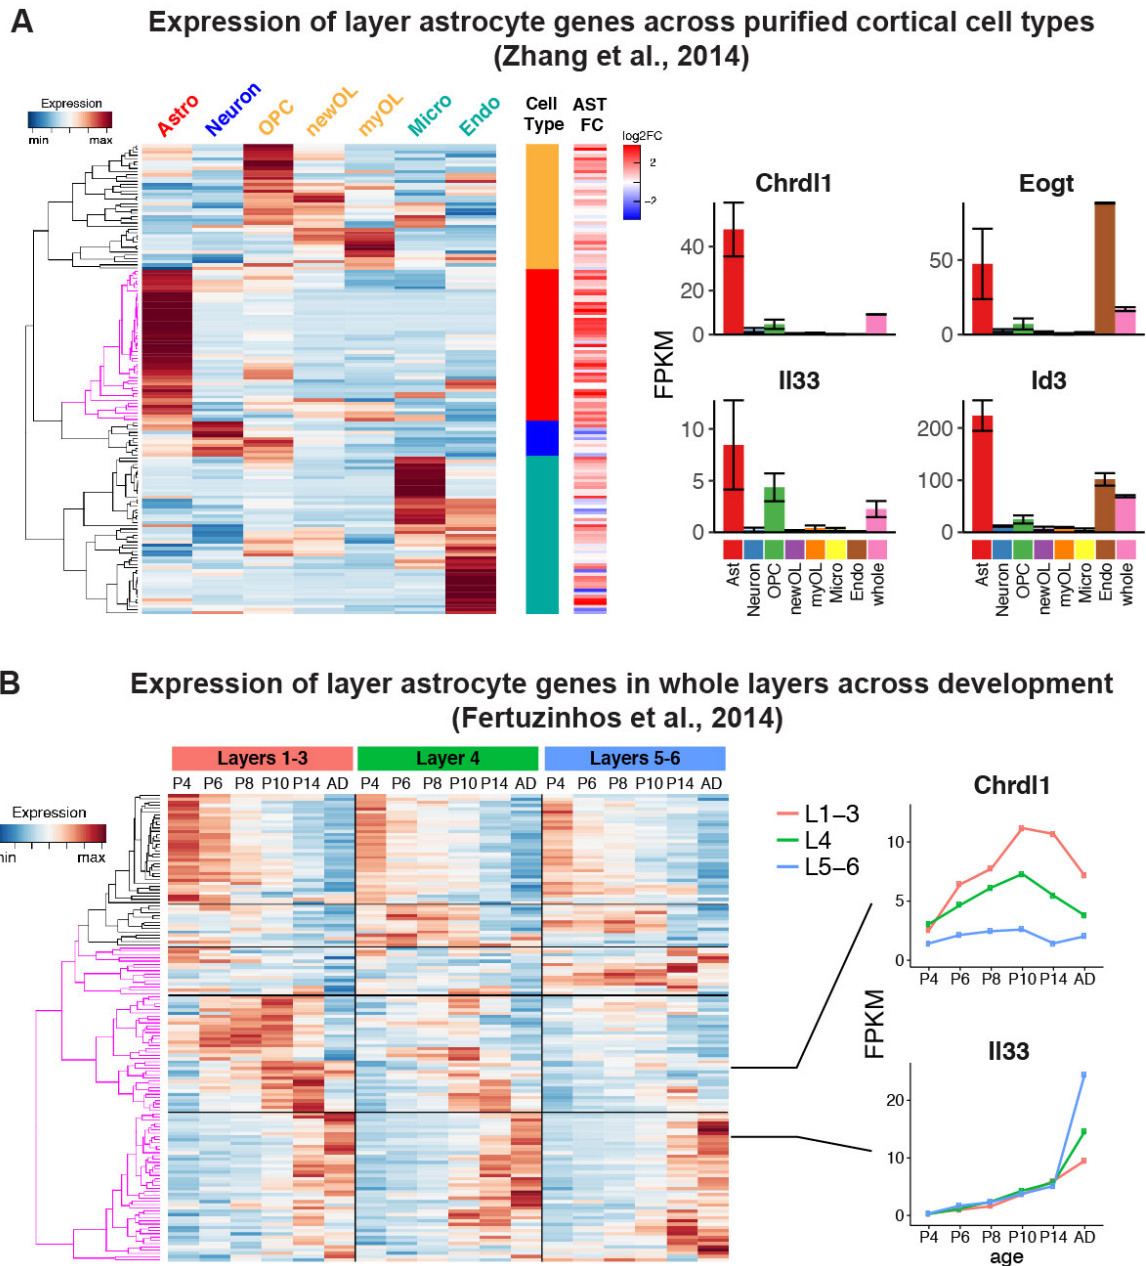 A
Expression of layer astrocyte genes across purified cortical cell types
(Zhang et al., 2014)
Expression
min max
Astro
Neuron
OPC
newOL
myOL
Micro
Endo
Cell
Type
AST
FC
log2FC
2
−2
FPKM
Chrdl1
40
20
0
Eogt
50
0
Il33
10
5
0
Ast
Neuron
OPC
newOL
myOL
Micro
Endo
whole
Id3
200
100
0
Ast
Neuron
OPC
newOL
myOL
Micro
Endo
whole
B
Expression of layer astrocyte genes in whole layers across development
(Fertuzinhos et al., 2014)
Expression
nin max
Layers 1-3
Layer 4
Layers 5-6
P4 P6 P8 P10 P14 AD
P4 P6 P8 P10 P14 AD
P4 P6 P8 P10 P14 AD
L1−3
L4
L5−6
FPKM
Chrdl1
10
5
0
P4 P6 P8 P10 P14 AD
Il33
20
10
0
P4 P6 P8 P10 P14 AD
age